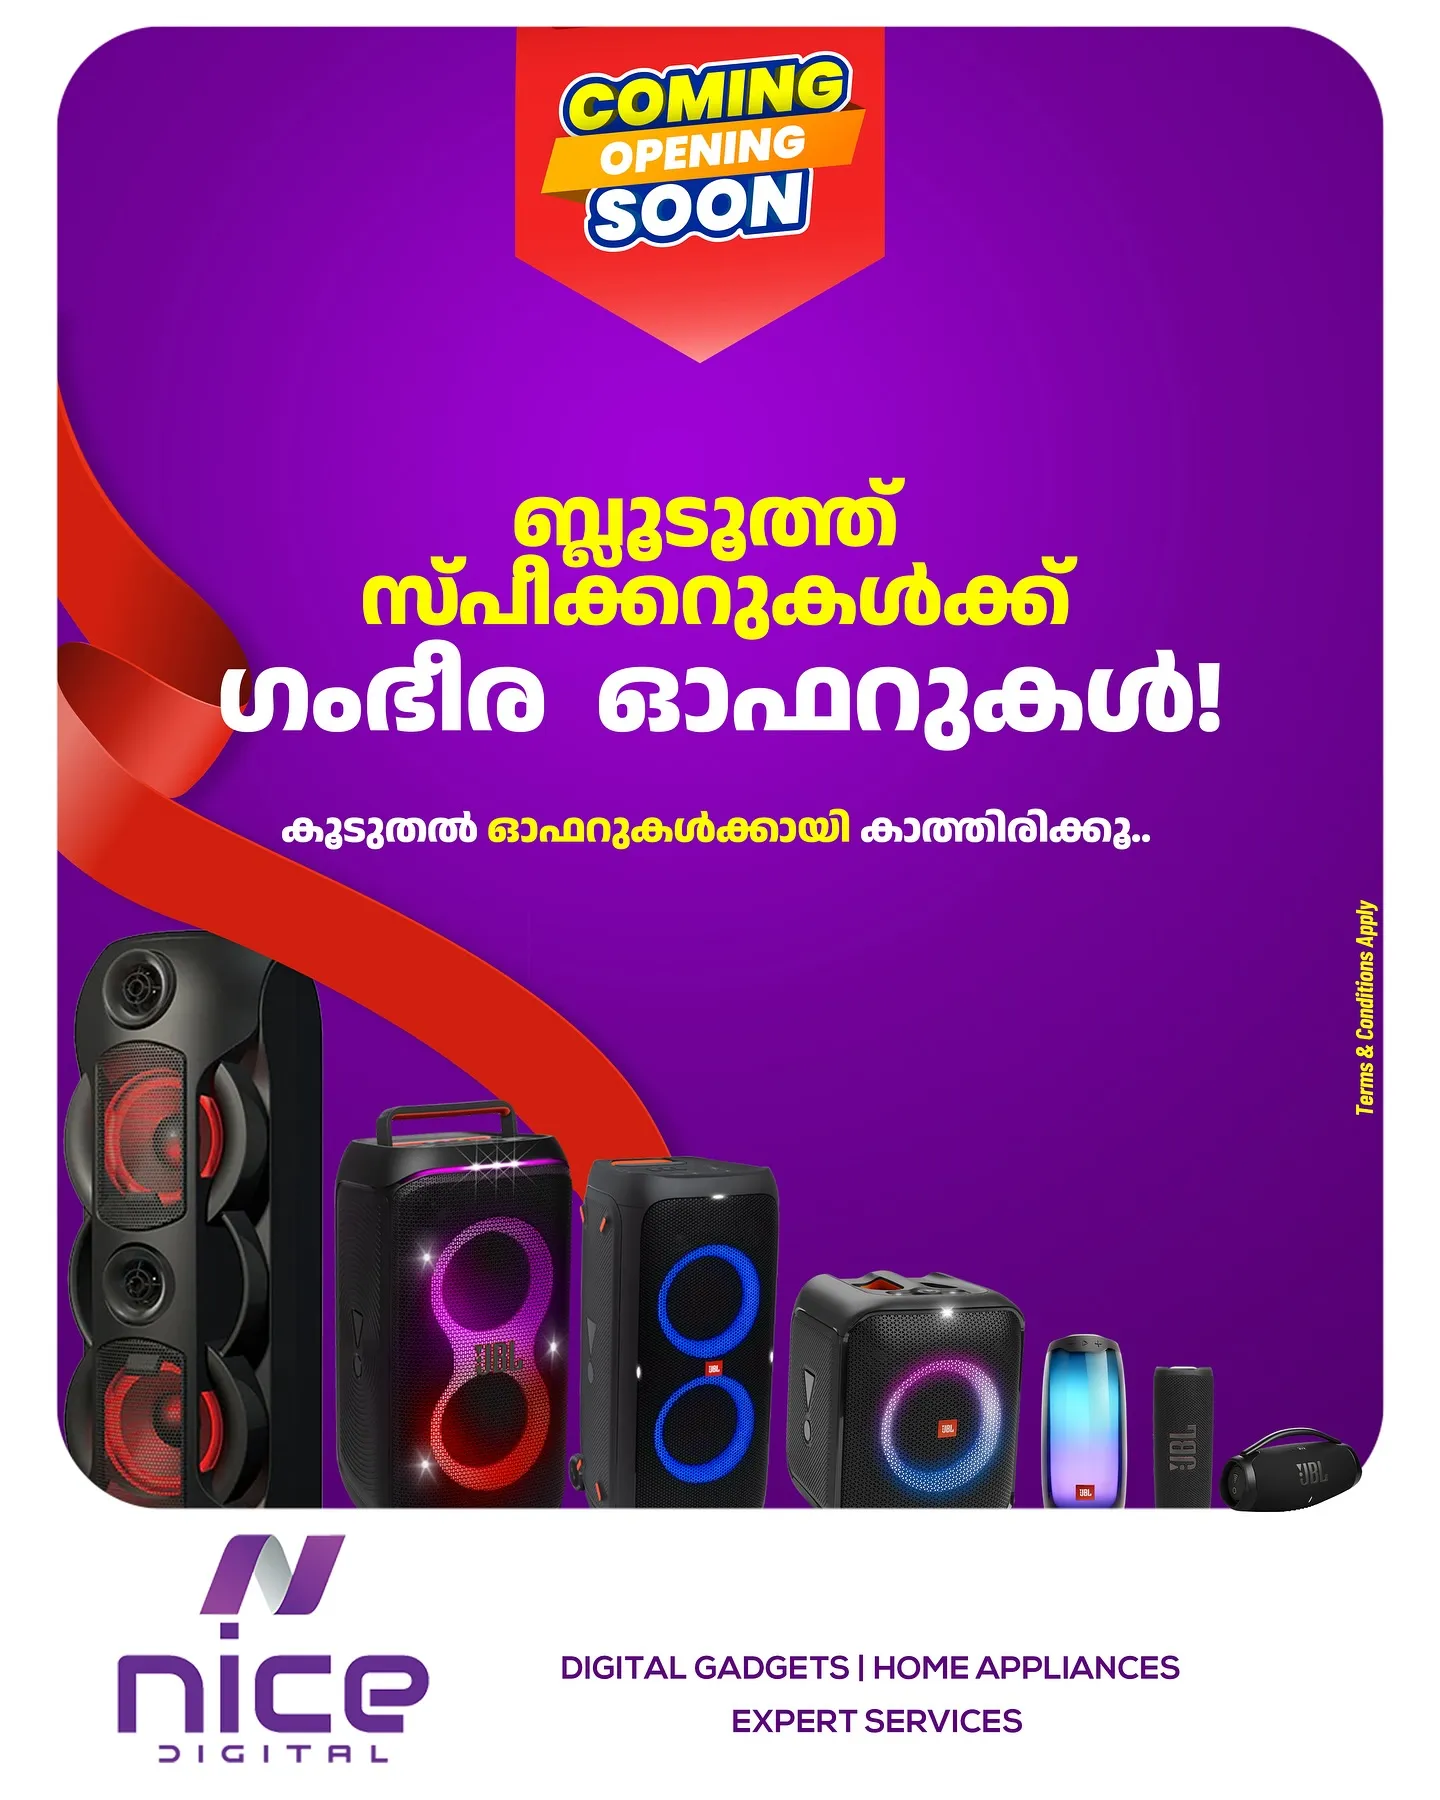 COMING
OPENING
SOON
ബ്ലൂടൂത്ത്
സ്പീക്കറുകൾക്ക്
ഗംഭീര ഓഫറുകൾ!
കൂടുതൽ ഓഫറുകൾക്കായി കാത്തിരിക്കൂ..
Terms & Conditions Apply
JBL
JBL
JBL
JBL
JBL
JBL
nice
DIGITAL
DIGITAL GADGETS | HOME APPLIANCES
EXPERT SERVICES